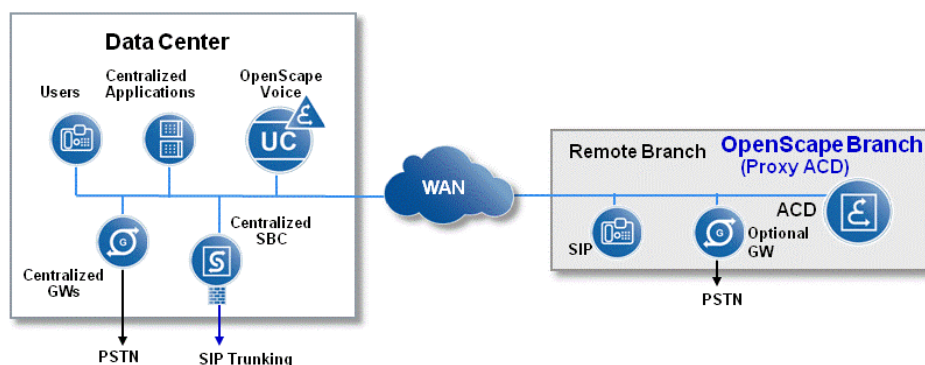 Data Center
Users
Centralized
Applications
OpenScape
Voice
UC
G
Centralized
GWs
Centralized
SBC
S
PSTN
SIP Trunking
WAN
Remote Branch
OpenScape Branch
(Proxy ACD)
SIP
G
Optional
GW
ACD
PSTN